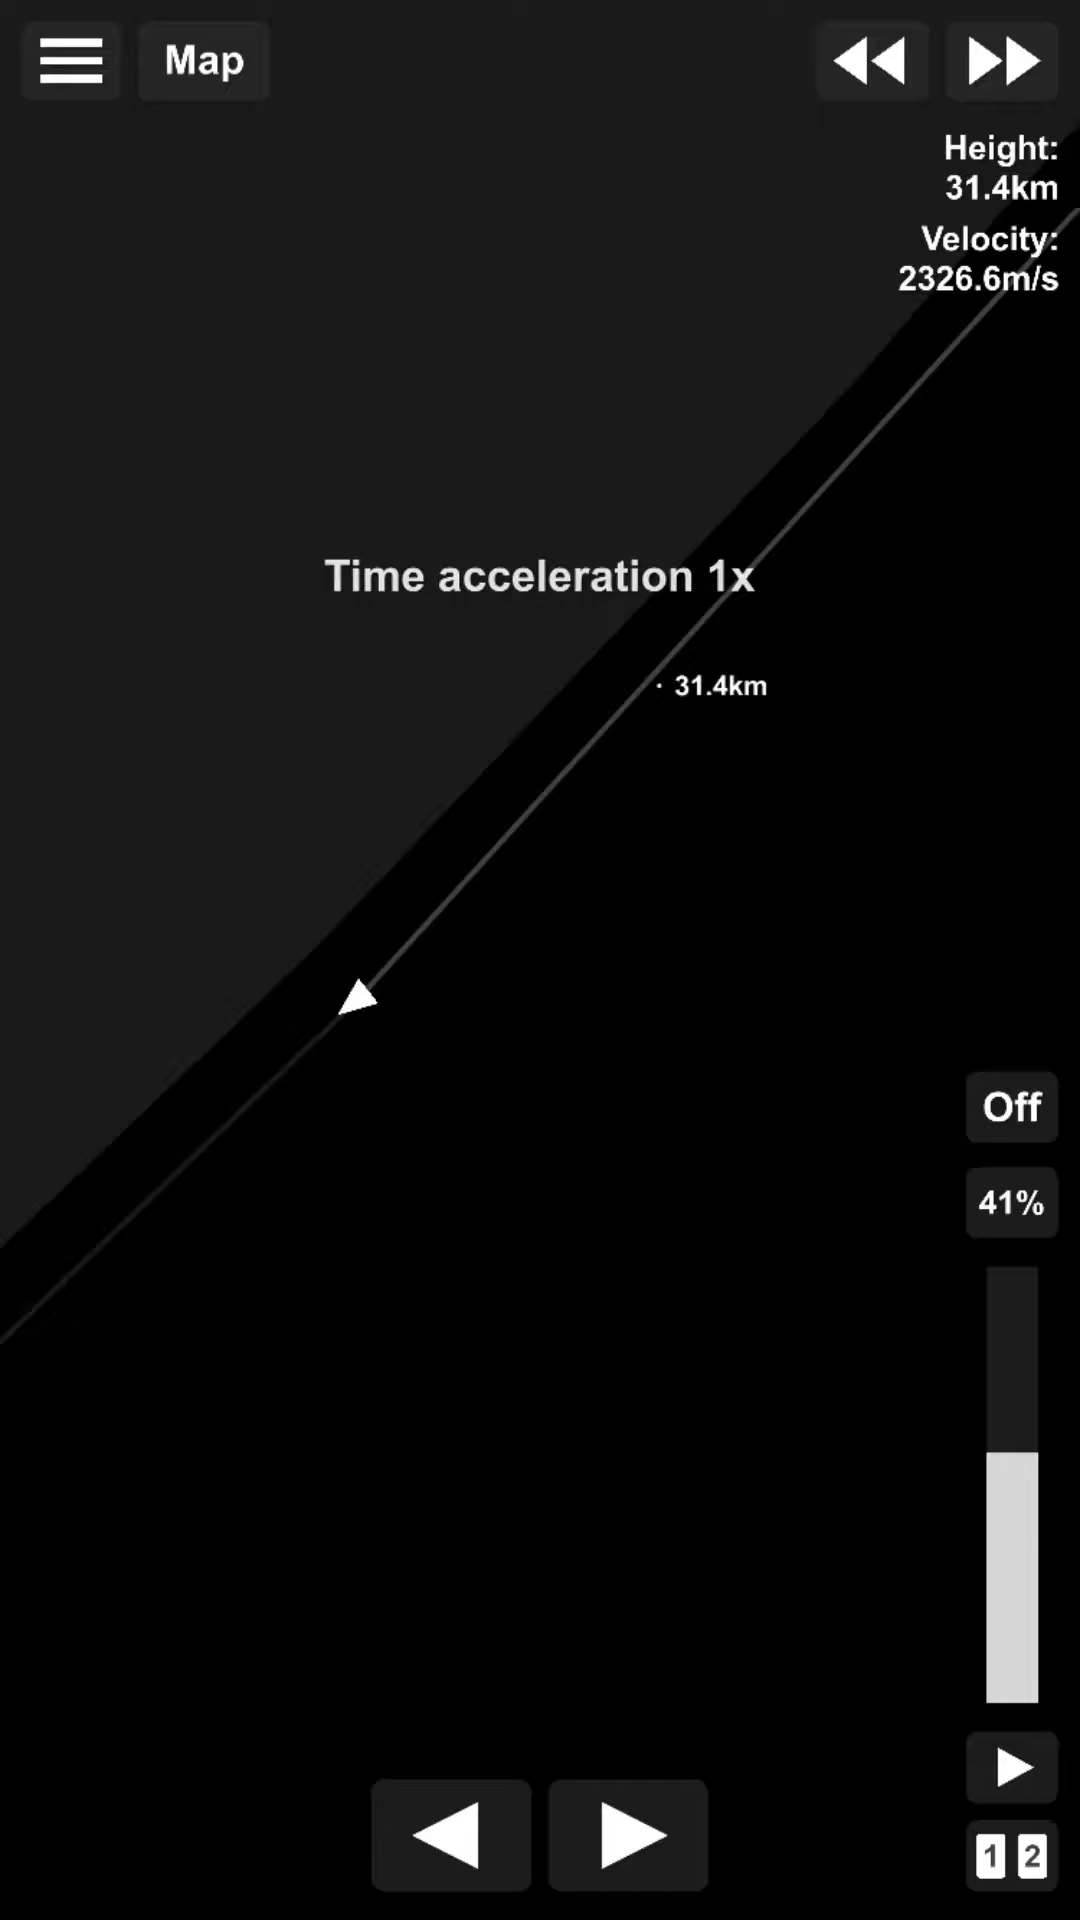 Map
Height:
31.4km
Velocity:
2326.6m/s
Time acceleration 1x
· 31.4km
Off
41%
1 2